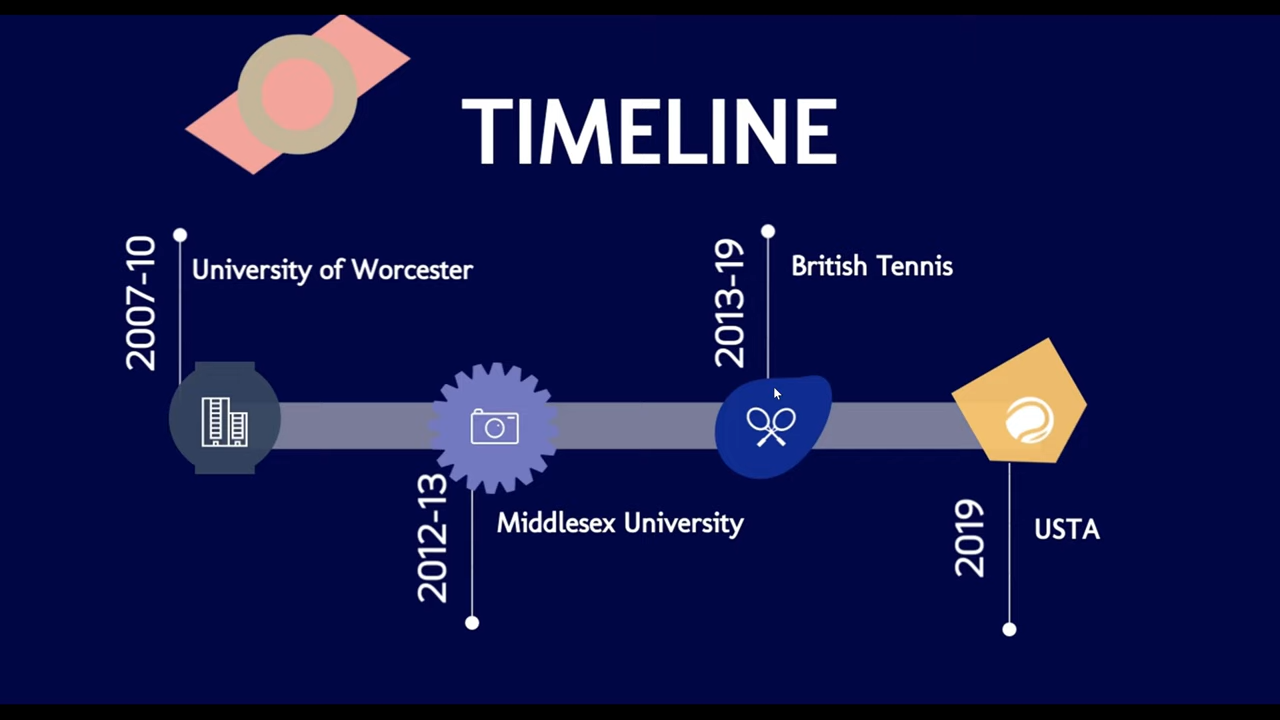 TIMELINE
2007-10
University of Worcester
2012-13
Middlesex University
2013-19
British Tennis
2019
USTA